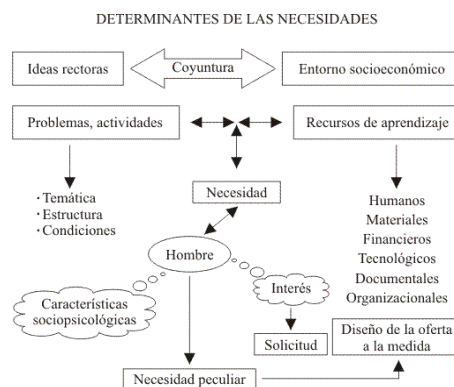 DETERMINANTES DE LAS NECESIDADES
Ideas rectoras
Coyuntura
Entorno socioeconómico
Problemas, actividades
Recursos de aprendizaje
· Temática
· Estructura
· Condiciones
Necesidad
Humanos
Materiales
Financieros
Tecnológicos
Documentales
Organizacionales
Hombre
Características
sociopsicológicas
Interés
Solicitud
Diseño de la oferta
a la medida
Necesidad peculiar